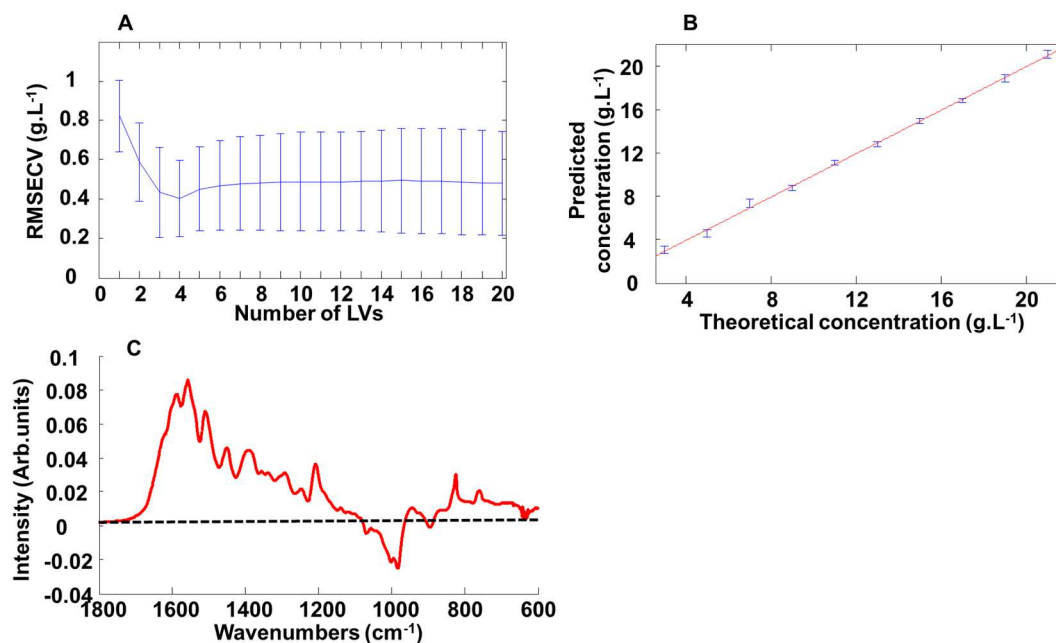 A
RMSECV (g.L⁻¹)
1
0.8
0.6
0.4
0.2
0
0 2 4 6 8 10 12 14 16 18 20
Number of LVs
B
Predicted
concentration (g.L⁻¹)
20
16
12
8
4
0
4 8 12 16 20
Theoretical concentration (g.L⁻¹)
C
Intensity (Arb.units)
0.1
0.08
0.06
0.04
0.02
0
-0.02
-0.04
1800 1600 1400 1200 1000 800 600
Wavenumbers (cm⁻¹)